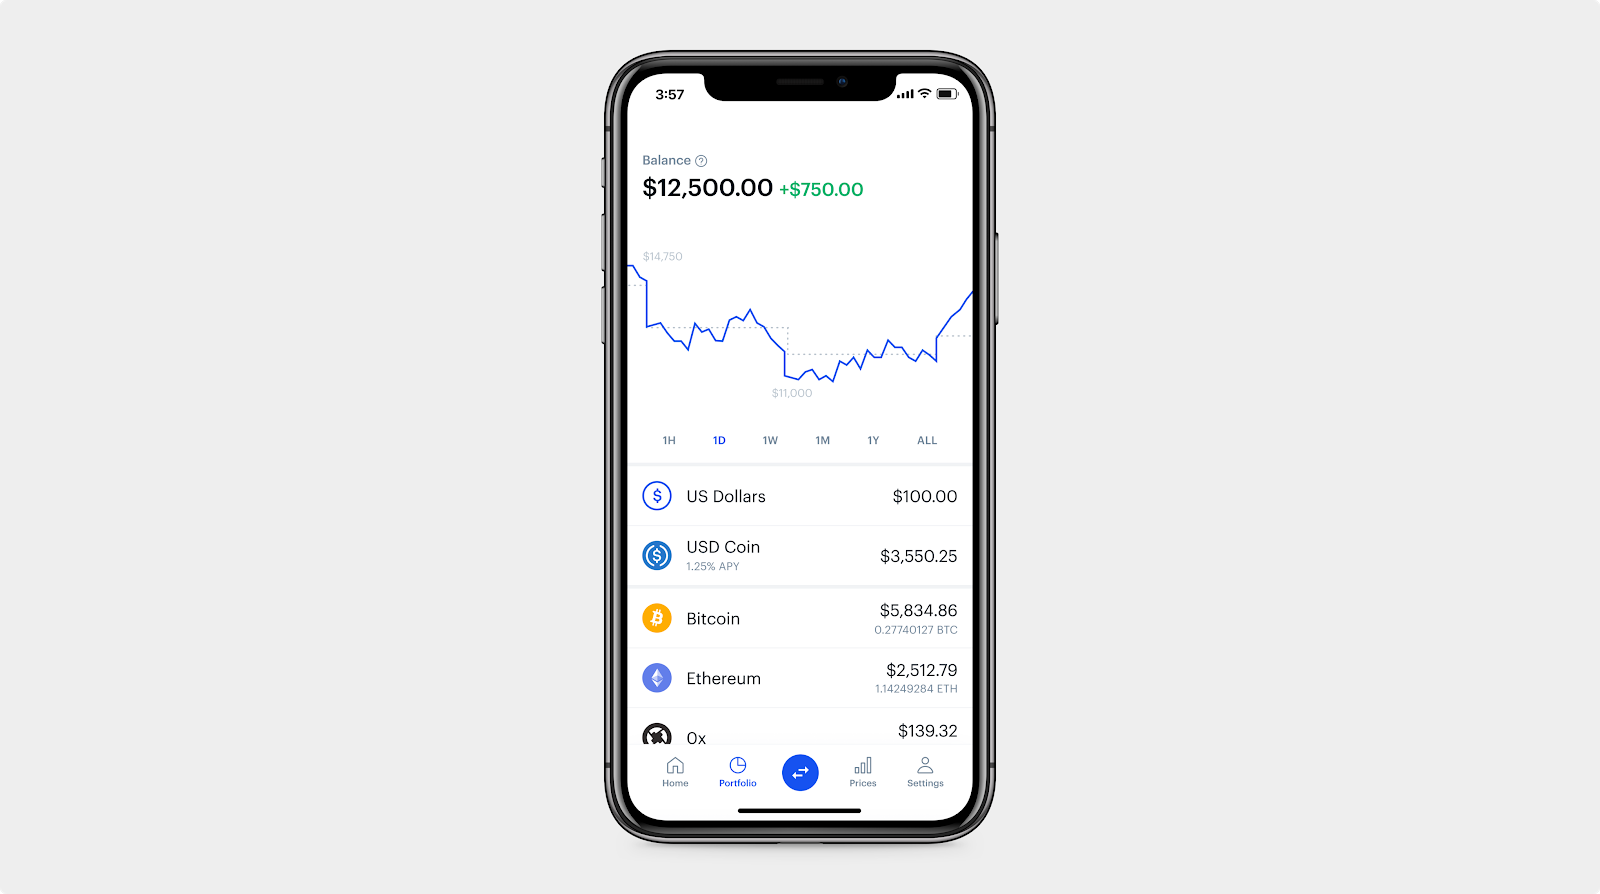 3:57
Balance ?
$12,500.00 +$750.00
$14,750
$11,000
1H 1D 1W 1M 1Y ALL
$ US Dollars $100.00
USD Coin
$3,550.25
1.25% APY
Bitcoin
$5,834.86
0.27740127 BTC
Ethereum
$2,512.79
1.14249284 ETH
0x
$139.32
Home Portfolio Prices Settings